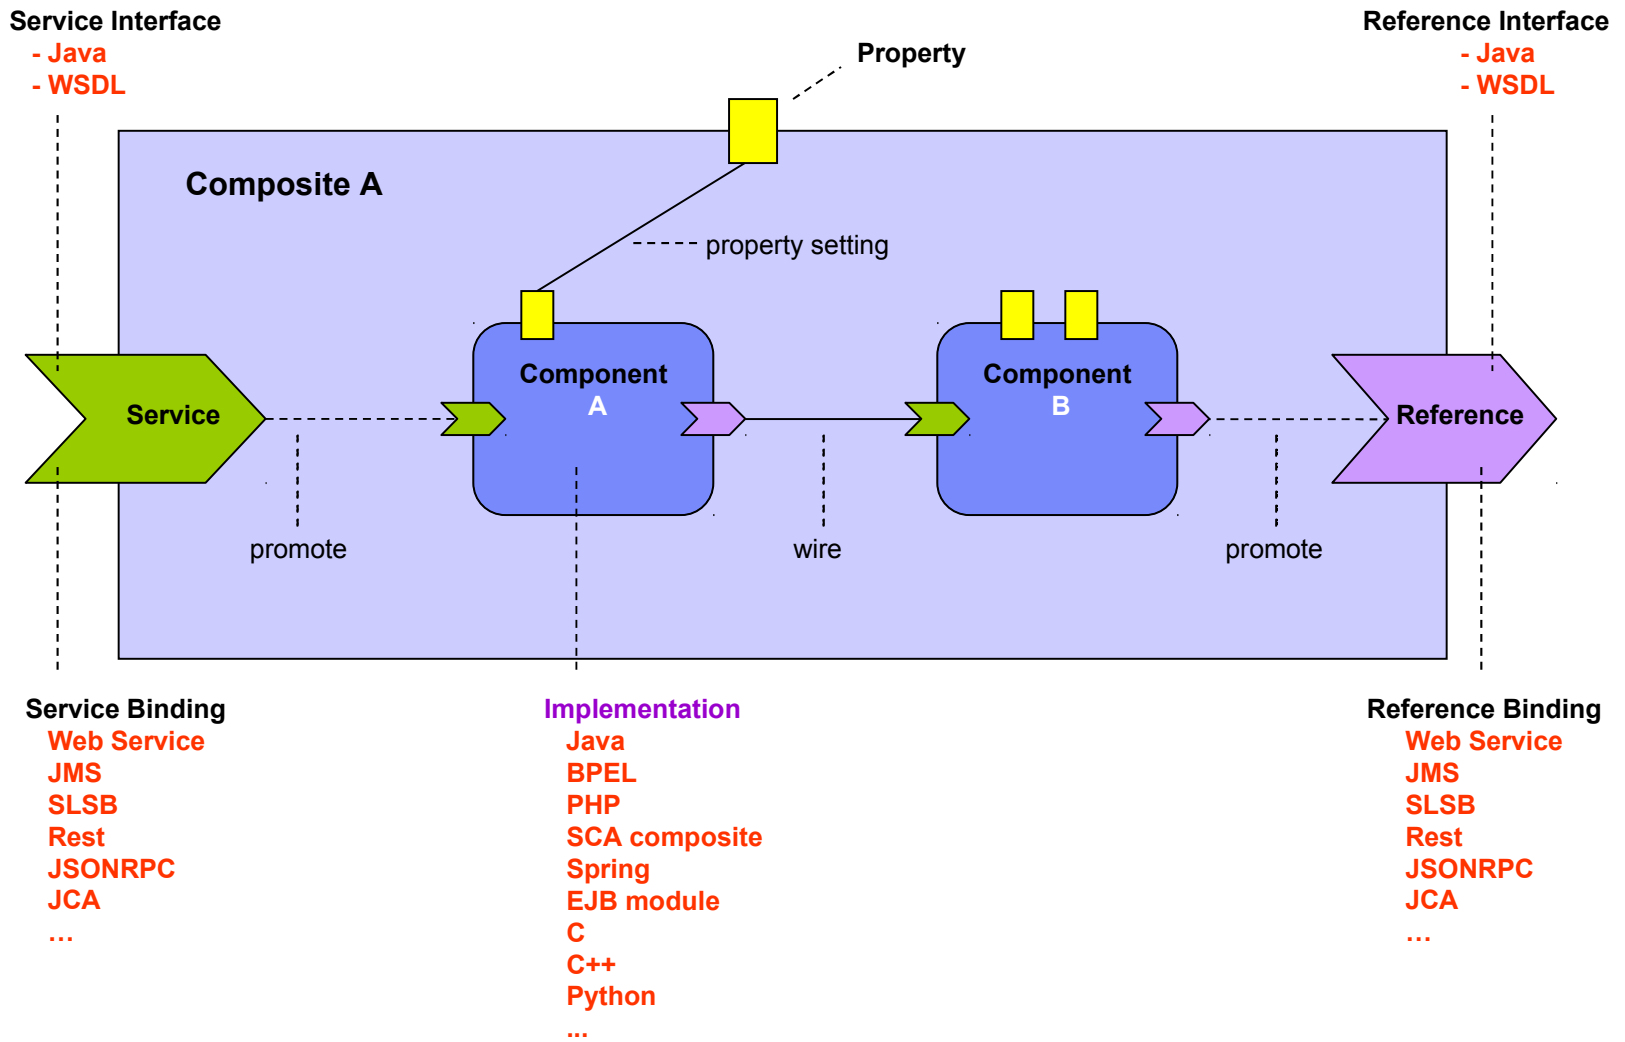 Service Interface
- Java
- WSDL
Property
Reference Interface
- Java
- WSDL
Composite A
property setting
Service
Component
A
Component
B
Reference
promote
wire
promote
Service Binding
Web Service
JMS
SLSB
Rest
JSONRPC
JCA
…
Implementation
Java
BPEL
PHP
SCA composite
Spring
EJB module
C
C++
Python
...
Reference Binding
Web Service
JMS
SLSB
Rest
JSONRPC
JCA
…